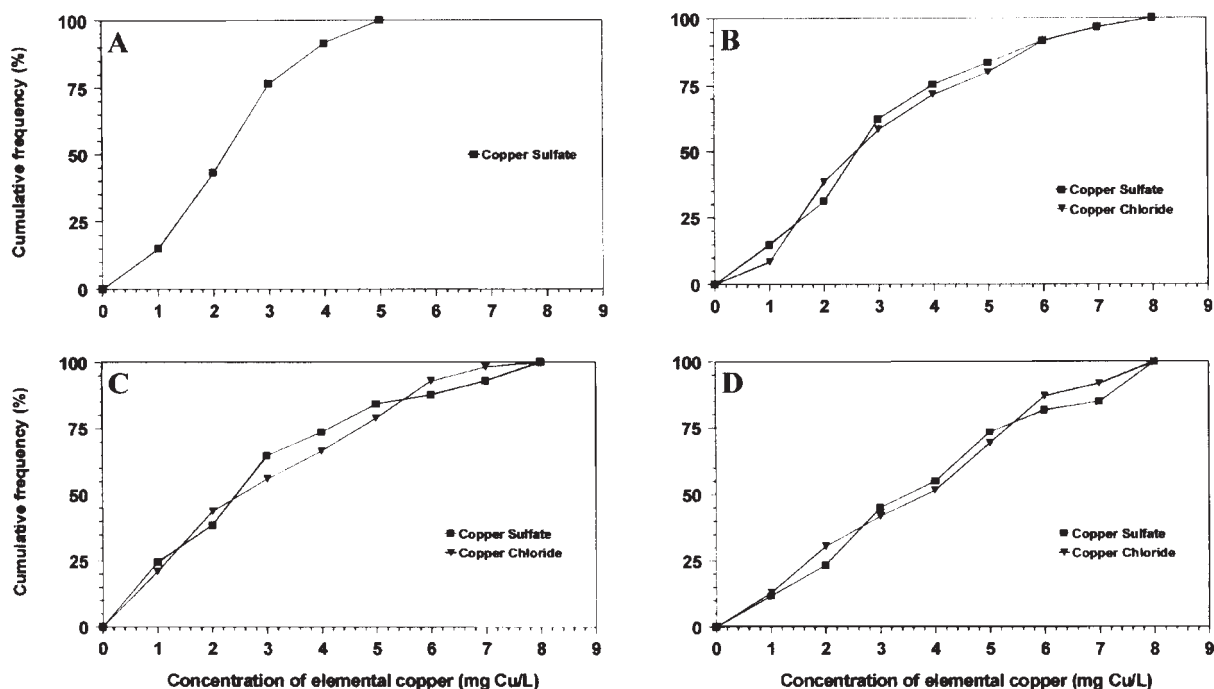 A
B
Cumulative frequency (%)
100
75
50
25
0
Copper Sulfate
0 1 2 3 4 5 6 7 8 9
100
75
50
25
0
Copper Sulfate
Copper Chloride
0 1 2 3 4 5 6 7 8 9
C
D
Cumulative frequency (%)
100
75
50
25
0
Copper Sulfate
Copper Chloride
0 1 2 3 4 5 6 7 8 9
Concentration of elemental copper (mg Cu/L)
100
75
50
25
0
Copper Sulfate
Copper Chloride
0 1 2 3 4 5 6 7 8 9
Concentration of elemental copper (mg Cu/L)